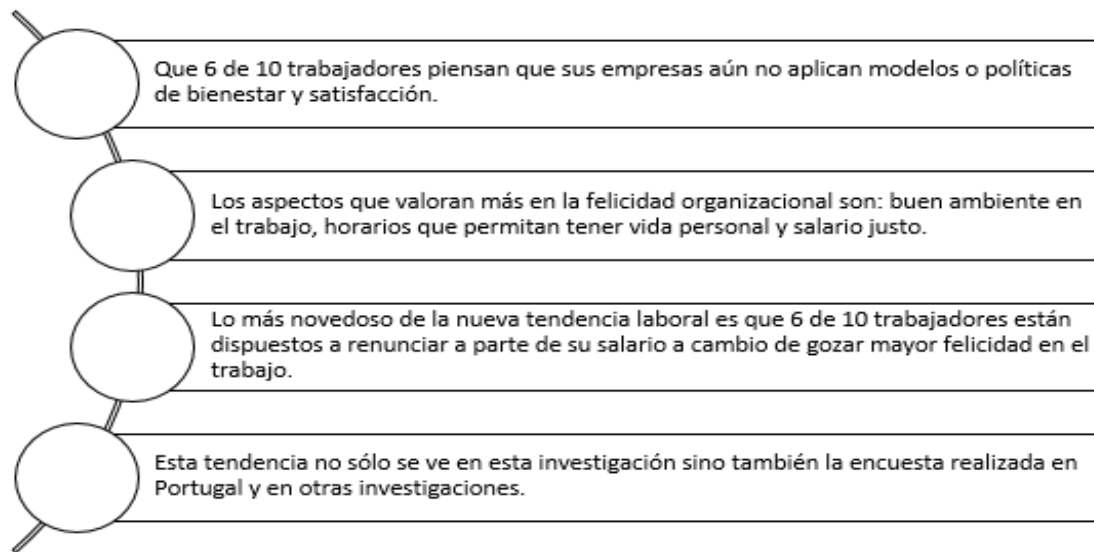 Que 6 de 10 trabajadores piensan que sus empresas aún no aplican modelos o políticas
de bienestar y satisfacción.
Los aspectos que valoran más en la felicidad organizacional son: buen ambiente en
el trabajo, horarios que permitan tener vida personal y salario justo.
Lo más novedoso de la nueva tendencia laboral es que 6 de 10 trabajadores están
dispuestos a renunciar a parte de su salario a cambio de gozar mayor felicidad en el
trabajo.
Esta tendencia no sólo se ve en esta investigación sino también la encuesta realizada en
Portugal y en otras investigaciones.